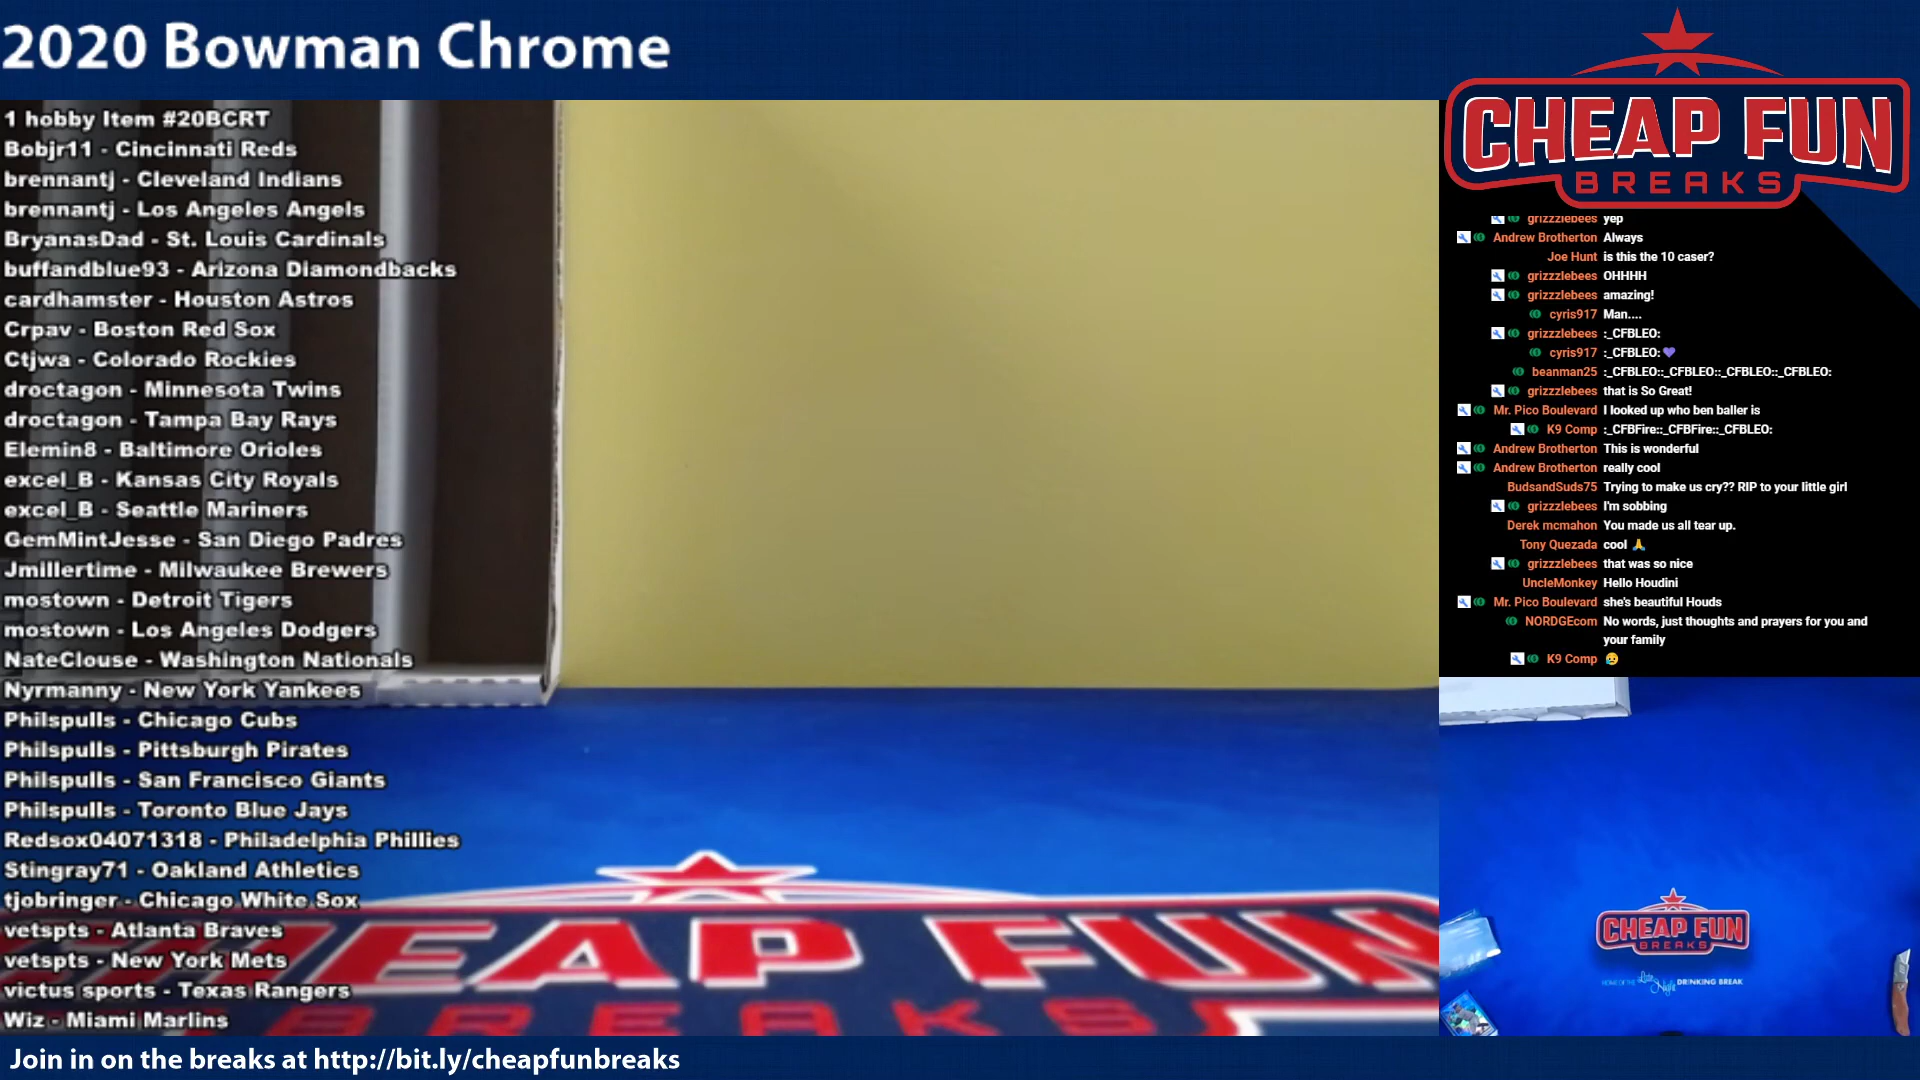 2020 Bowman Chrome
1 hobby Item #20BCRT
Bobjr11 - Cincinnati Reds
brennantj - Cleveland Indians
brennantj - Los Angeles Angels
BryanasDad - St. Louis Cardinals
buffandblue93 - Arizona Diamondbacks
cardhamster - Houston Astros
Crpav - Boston Red Sox
Ctjwa - Colorado Rockies
droctagon - Minnesota Twins
droctagon - Tampa Bay Rays
Elemin8 - Baltimore Orioles
excel_B - Kansas City Royals
excel_B - Seattle Mariners
GemMintJesse - San Diego Padres
Jmillertime - Milwaukee Brewers
mostown - Detroit Tigers
mostown - Los Angeles Dodgers
NateClouse - Washington Nationals
Nyrmanny - New York Yankees
Philspulls - Chicago Cubs
Philspulls - Pittsburgh Pirates
Philspulls - San Francisco Giants
Philspulls - Toronto Blue Jays
Redsox04071318 - Philadelphia Phillies
Stingray71 - Oakland Athletics
tjobringer - Chicago White Sox
vetspts - Atlanta Braves
vetspts - New York Mets
victus sports - Texas Rangers
Wiz - Miami Marlins
EAP FUN
BREAKS
Join in on the breaks at http://bit.ly/cheapfunbreaks
CHEAP FUN
BREAKS
grizzzlebees yep
Andrew Brotherton Always
Joe Hunt is this the 10 caser?
grizzzlebees OHHHH
grizzzlebees amazing!
cyris917 Man....
grizzzlebees :_CFBLEO:
cyris917 :_CFBLEO:💜
beanman25 :_CFBLEO::_CFBLEO::_CFBLEO::_CFBLEO:
grizzzlebees that is So Great!
Mr. Pico Boulevard I looked up who ben baller is
K9 Comp :_CFBFire::_CFBFire::_CFBLEO:
Andrew Brotherton This is wonderful
Andrew Brotherton really cool
BudsandSuds75 Trying to make us cry?? RIP to your little girl
grizzzlebees I'm sobbing
Derek mcmahon You made us all tear up.
Tony Quezada cool 🙏
grizzzlebees that was so nice
UncleMonkey Hello Houdini
Mr. Pico Boulevard she's beautiful Houds
NORDGEcom No words, just thoughts and prayers for you and
your family
K9 Comp 😥
CHEAP FUN
BREAKS
HOME OF THE Late Night DRINKING BREAK